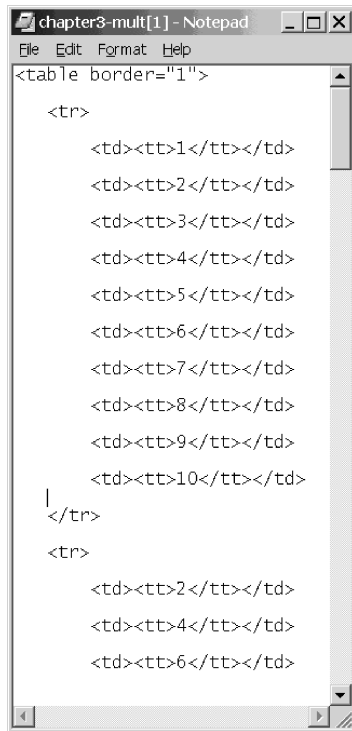 chapter3-mult[1] - Notepad
File Edit Format Help
<table border="1">
<tr>
<td><tt>1</tt></td>
<td><tt>2</tt></td>
<td><tt>3</tt></td>
<td><tt>4</tt></td>
<td><tt>5</tt></td>
<td><tt>6</tt></td>
<td><tt>7</tt></td>
<td><tt>8</tt></td>
<td><tt>9</tt></td>
<td><tt>10</tt></td>
</tr>
<tr>
<td><tt>2</tt></td>
<td><tt>4</tt></td>
<td><tt>6</tt></td>